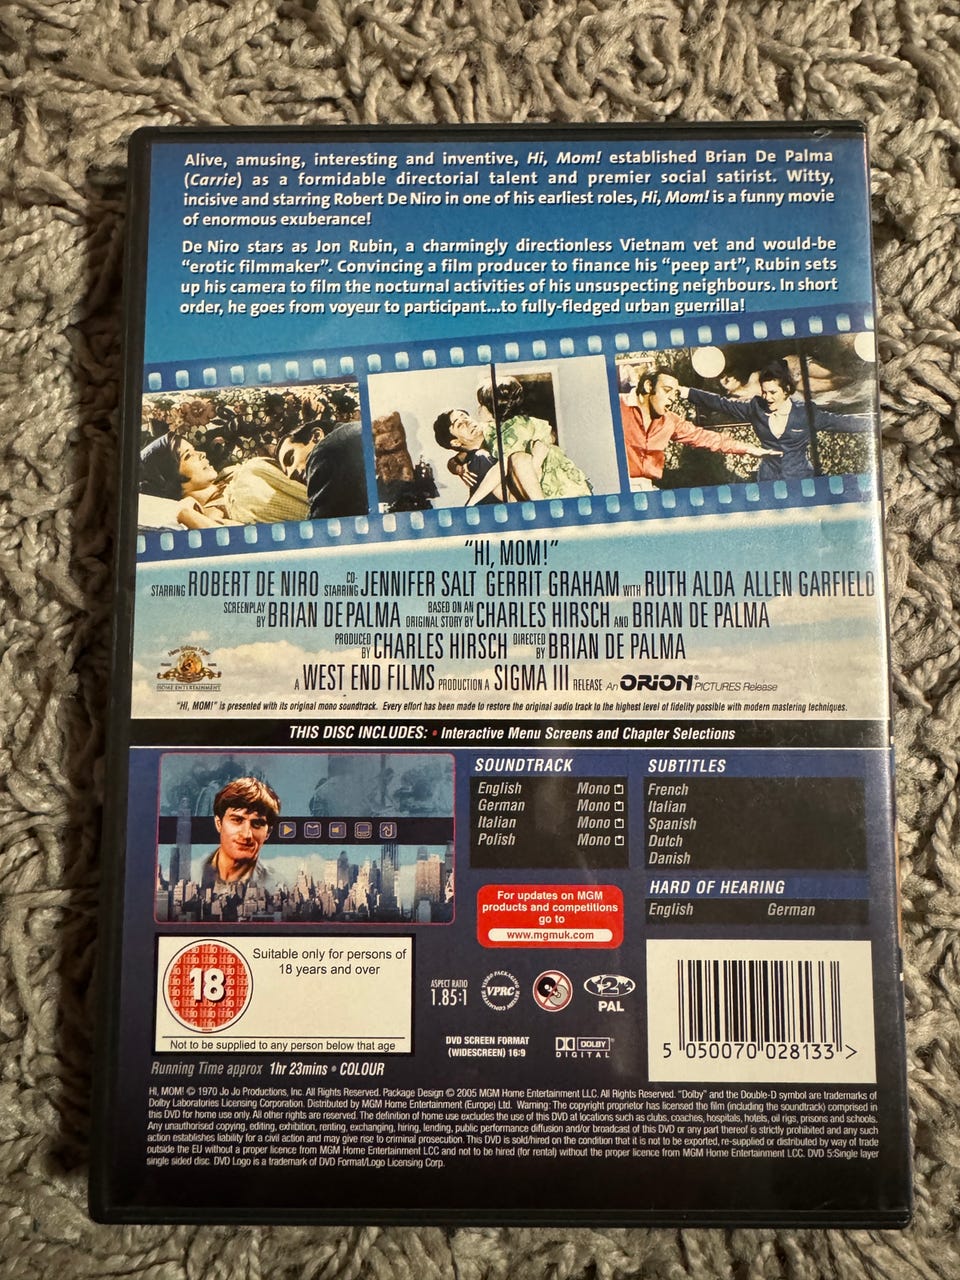 Alive, amusing, interesting and inventive, Hi, Mom! established Brian De Palma
(Carrie) as a formidable directorial talent and premier social satirist. Witty,
incisive and starring Robert De Niro in one of his earliest roles, Hi, Mom! is a funny movie
of enormous exuberance!
De Niro stars as Jon Rubin, a charmingly directionless Vietnam vet and would-be
“erotic filmmaker”. Convincing a film producer to finance his “peep art”, Rubin sets
up his camera to film the nocturnal activities of his unsuspecting neighbours. In short
order, he goes from voyeur to participant...to fully-fledged urban guerrilla!
“HI, MOM!”
STARRING ROBERT DE NIRO CO-STARRING JENNIFER SALT GERRIT GRAHAM WITH RUTH ALDA ALLEN GARFIELD
SCREENPLAY BY BRIAN DE PALMA BASED ON AN ORIGINAL STORY BY CHARLES HIRSCH AND BRIAN DE PALMA
PRODUCED BY CHARLES HIRSCH DIRECTED BY BRIAN DE PALMA
HOME ENTERTAINMENT
A WEST END FILMS PRODUCTION A SIGMA III RELEASE An ORION® PICTURES Release
“HI, MOM!” is presented with its original mono soundtrack. Every effort has been made to restore the original audio track to the highest level of fidelity possible with modern mastering techniques.
THIS DISC INCLUDES: • Interactive Menu Screens and Chapter Selections
SOUNDTRACK
English Mono
German Mono
Italian Mono
Polish Mono
SUBTITLES
French
Italian
Spanish
Dutch
Danish
HARD OF HEARING
English German
For updates on MGM
products and competitions
go to
www.mgmuk.com
18
Suitable only for persons of
18 years and over
Not to be supplied to any person below that age
ASPECT RATIO
1.85:1
VPRC
2
PAL
DVD SCREEN FORMAT
(WIDESCREEN) 16:9
DOLBY
DIGITAL
5 050070 028133 >
Running Time approx 1hr 23mins • COLOUR
HI, MOM! © 1970 Jo Jo Productions, Inc. All Rights Reserved. Package Design © 2005 MGM Home Entertainment LLC. All Rights Reserved. “Dolby” and the Double-D symbol are trademarks of
Dolby Laboratories Licensing Corporation. Distributed by MGM Home Entertainment (Europe) Ltd. Warning: The copyright proprietor has licensed the film (including the soundtrack) comprised in
this DVD for home use only. All other rights are reserved. The definition of home use excludes the use of this DVD at locations such as clubs, coaches, hospitals, hotels, oil rigs, prisons and schools.
Any unauthorised copying, editing, exhibition, renting, exchanging, hiring, lending, public performance diffusion and/or broadcast of this DVD or any part thereof is strictly prohibited and any such
action establishes liability for a civil action and may give rise to criminal prosecution. This DVD is sold/hired on the condition that it is not to be exported, re-supplied or distributed by way of trade
outside the EU without a proper licence from MGM Home Entertainment LCC and not to be hired (for rental) without the proper licence from MGM Home Entertainment LCC. DVD 5:Single layer
single sided disc. DVD Logo is a trademark of DVD Format/Logo Licensing Corp.